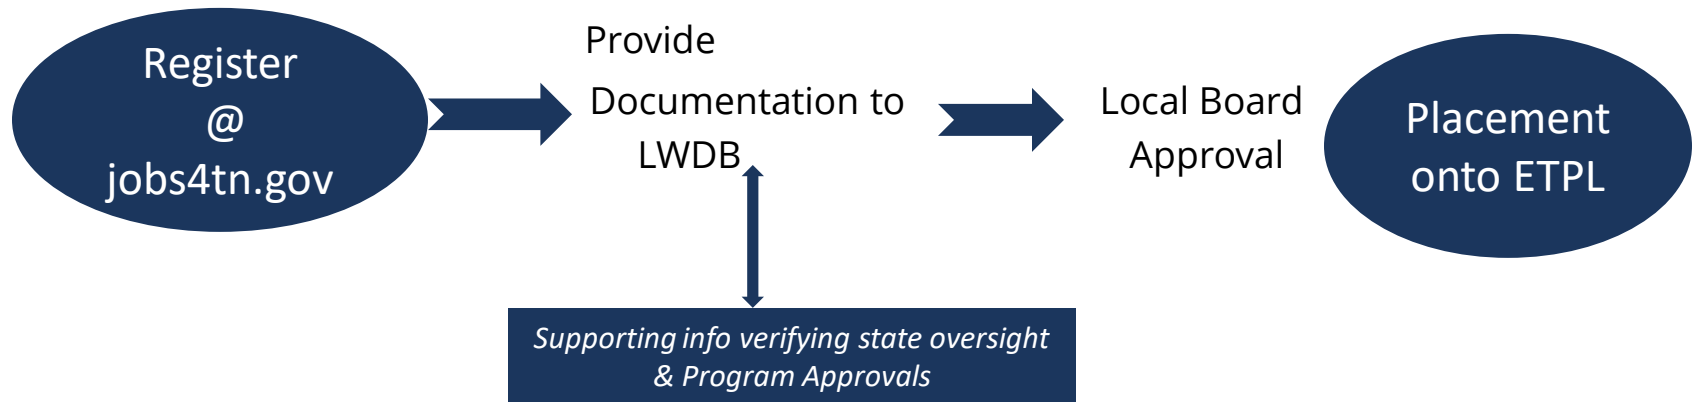 Register
@
jobs4tn.gov
Provide
Documentation to
LWDB
Local Board
Approval
Placement
onto ETPL
Supporting info verifying state oversight
& Program Approvals